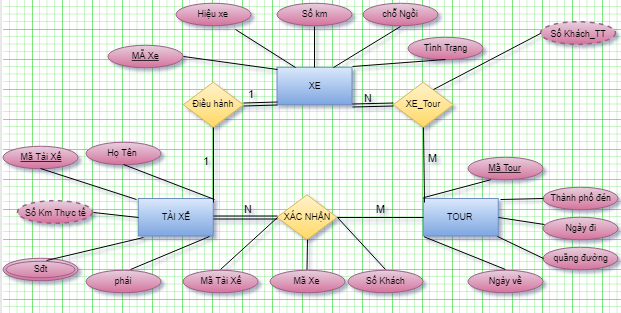 Hiệu xe
Số km
chỗ Ngồi
Số Khách_TT
MÃ Xe
Tình Trạng
XE
Điều hành
1
N
XE_Tour
1
M
Mã Tài Xế
Họ Tên
Mã Tour
Thành phố đến
Số Km Thực tê
TÀI XẾ
N
XÁC NHẬN
M
TOUR
Ngày đi
quãng đường
Sđt
phái
Mã Tài Xế
Mã Xe
Số Khách
Ngày về